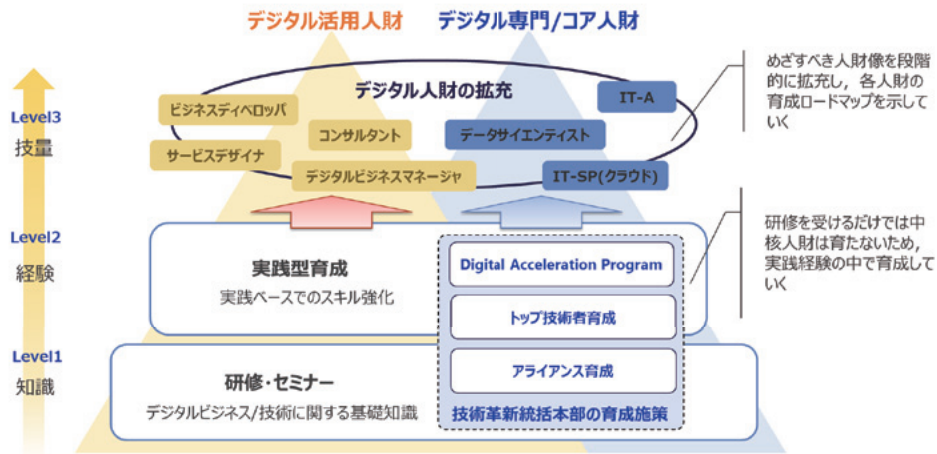 デジタル活用人財
デジタル専門/コア人財
めざすべき人財像を段階
的に拡充し，各人財の
育成ロードマップを示して
いく
デジタル人財の拡充
Level3
技量
ビジネスディベロッパ
IT-A
コンサルタント
データサイエンティスト
サービスデザイナ
デジタルビジネスマネージャ
IT-SP(クラウド)
研修を受けるだけでは中
核人財は育たないため，
実践経験の中で育成して
いく
Level2
経験
実践型育成
実践ベースでのスキル強化
Digital Acceleration Program
トップ技術者育成
Level1
知識
研修・セミナー
デジタルビジネス/技術に関する基礎知識
アライアンス育成
技術革新統括本部の育成施策